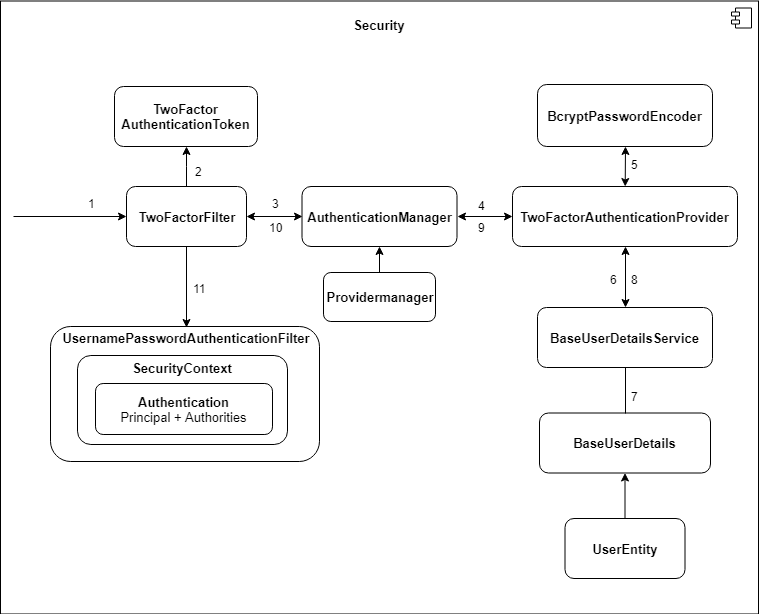 Security
TwoFactor
AuthenticationToken
BcryptPasswordEncoder
2
5
1
TwoFactorFilter
3
10
AuthenticationManager
4
9
TwoFactorAuthenticationProvider
11
Providermanager
6
8
UsernamePasswordAuthenticationFilter
SecurityContext
Authentication
Principal + Authorities
BaseUserDetailsService
7
BaseUserDetails
UserEntity